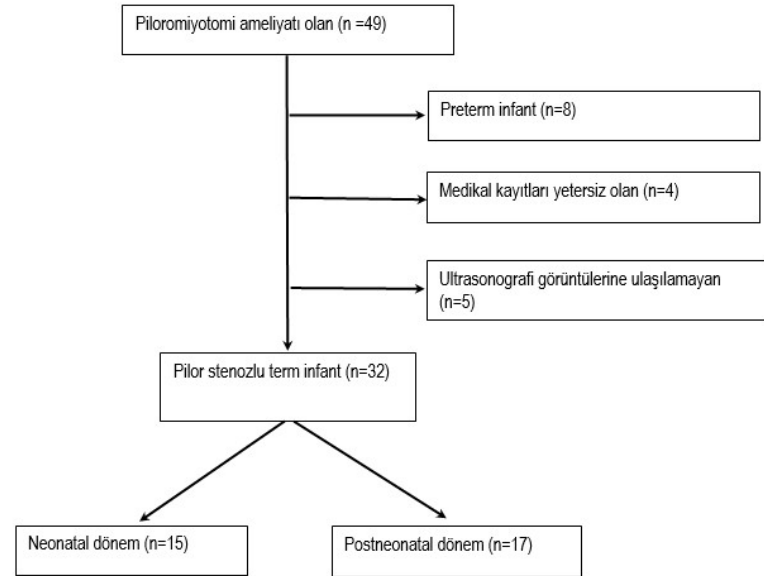 Piloromiyotomi ameliyatı olan (n =49)
Preterm infant (n=8)
Medikal kayıtları yetersiz olan (n=4)
Ultrasonografi görüntülerine ulaşılamayan
(n=5)
Pilor stenozlu term infant (n=32)
Neonatal dönem (n=15)
Postneonatal dönem (n=17)